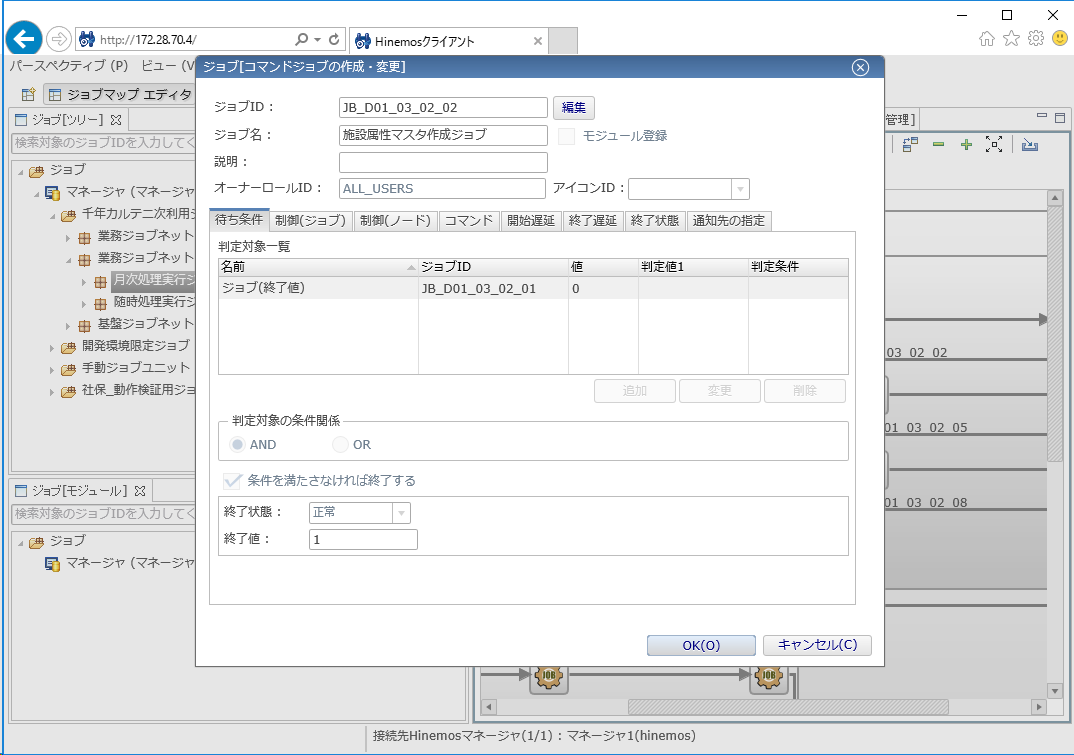 http://172.28.70.4/
Hinemosクライアント
パースペクティブ (P) ビュー (V
ジョブマップ エディタ
ジョブ[ツリー]
検索対象のジョブIDを入力してく
ジョブ
マネージャ (マネージャ
千年カルテ二次利用シ
業務ジョブネット
業務ジョブネット
月次処理実行ジ
随時処理実行ジ
基盤ジョブネット
開発環境限定ジョブ
手動ジョブユニット
社保_動作検証用ジョ
ジョブ[モジュール]
検索対象のジョブIDを入力してく
ジョブ
マネージャ (マネージャ
ジョブ[コマンドジョブの作成・変更]
ジョブID：
JB_D01_03_02_02
編集
ジョブ名：
施設属性マスタ作成ジョブ
モジュール登録
説明：
オーナーロールID：
ALL_USERS
アイコンID：
待ち条件 制御(ジョブ) 制御(ノード) コマンド 開始遅延 終了遅延 終了状態 通知先の指定
判定対象一覧
名前 ジョブID 値 判定値1 判定条件
ジョブ(終了値) JB_D01_03_02_01 0
追加 変更 削除
判定対象の条件関係
AND OR
条件を満たさなければ終了する
終了状態： 正常
終了値： 1
OK(O) キャンセル(C)
管理]
03_02_02
01_03_02_05
01_03_02_08
JOB JOB
接続先Hinemosマネージャ(1/1)：マネージャ1(hinemos)